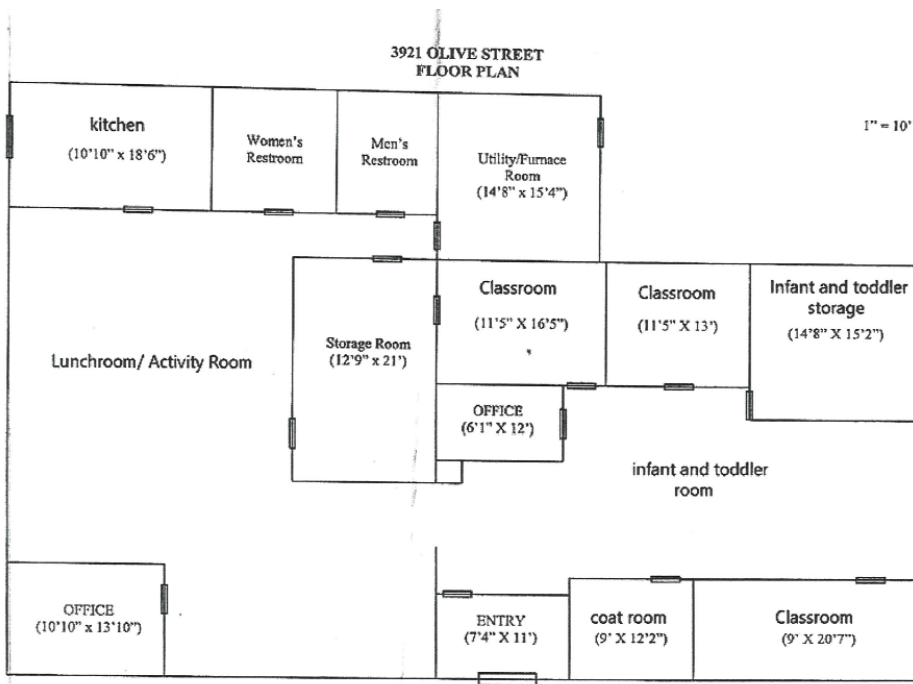 3921 OLIVE STREET
FLOOR PLAN
1" = 10'
kitchen
(10'10" x 18'6")
Women's
Restroom
Men's
Restroom
Utility/Furnace
Room
(14'8" x 15'4")
Classroom
(11'5" X 16'5")
Classroom
(11'5" X 13')
Infant and toddler
storage
(14'8" X 15'2")
Storage Room
(12'9" x 21')
Lunchroom/ Activity Room
OFFICE
(6'1" X 12')
infant and toddler
room
OFFICE
(10'10" x 13'10")
ENTRY
(7'4" X 11')
coat room
(9' X 12'2")
Classroom
(9' X 20'7")